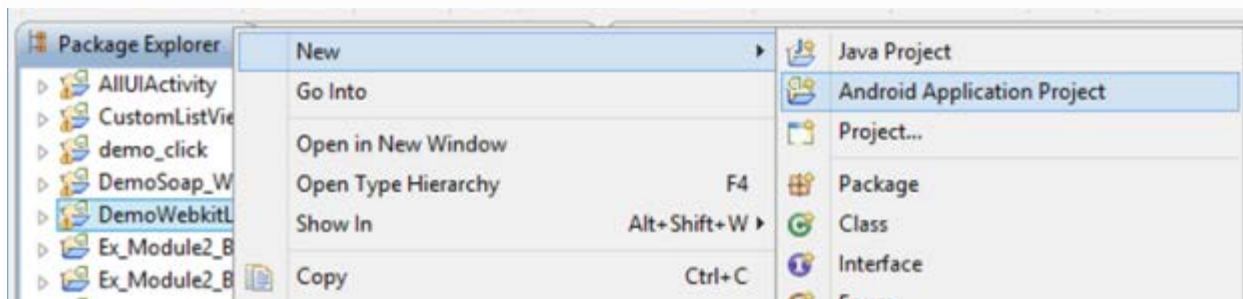 Package Explorer
AllUIActivity
CustomListVie
demo_click
DemoSoap_W
DemoWebkitL
Ex_Module2_B
Ex_Module2_B
New
Go Into
Open in New Window
Open Type Hierarchy F4
Show In Alt+Shift+W
Copy Ctrl+C
Java Project
Android Application Project
Project...
Package
Class
Interface